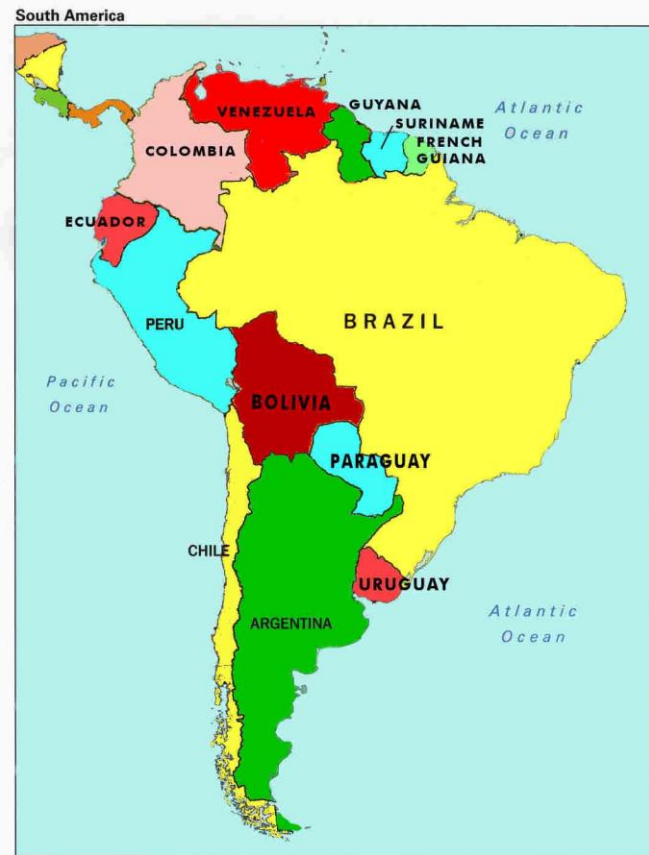 South America
VENEZUELA
GUYANA
Atlantic
Ocean
SURINAME
FRENCH
GUIANA
COLOMBIA
ECUADOR
PERU
BRAZIL
Pacific
Ocean
BOLIVIA
PARAGUAY
CHILE
URUGUAY
ARGENTINA
Atlantic
Ocean